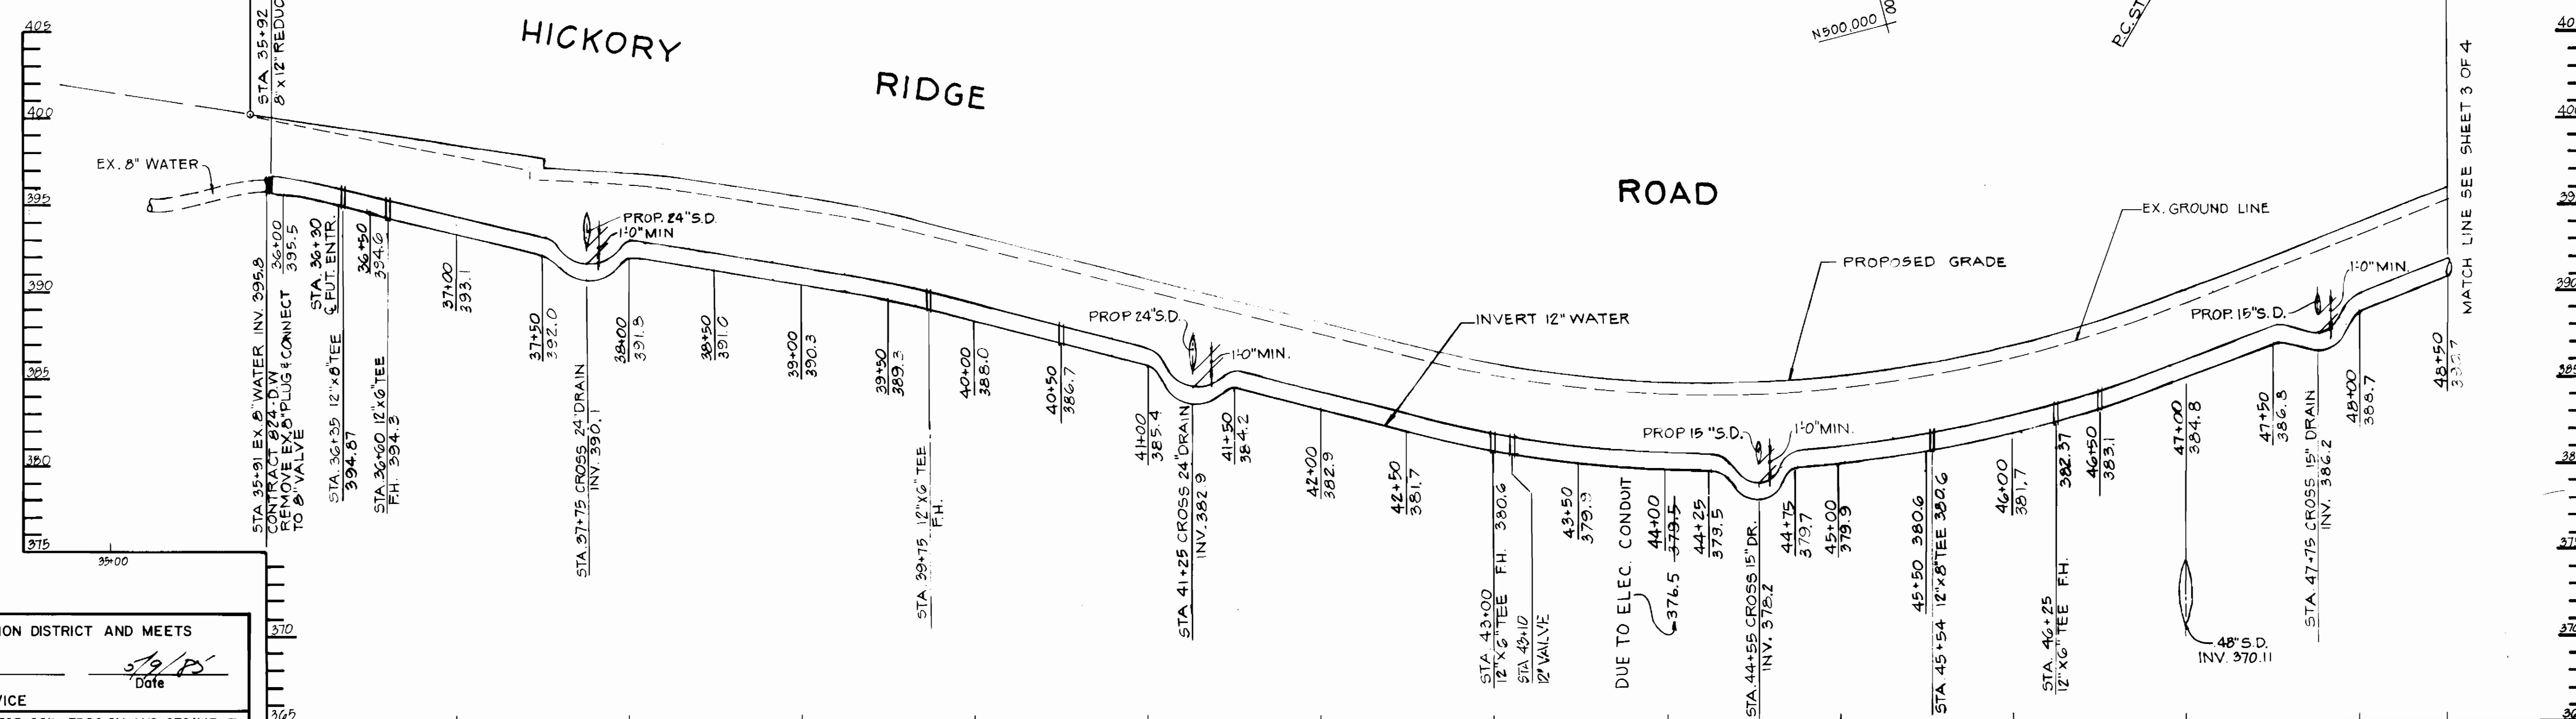 HICKORY
RIDGE
ROAD
405
400
395
390
385
380
375
370
365
35+00
STA. 35+92
8"x12" REDUC
N500,000
00
P.C. ST
EX. 8" WATER
STA 35+91 EX. 8" WATER INV. 395.8
CONTRACT 824-D.W
REMOVE EX. 8" PLUG & CONNECT
TO 8" VALVE
36+00
395.5
STA. 36+30
℄ FUT. ENTR.
STA. 36+35 12"x8" TEE
394.87
36+50
394.6
STA. 36+60 12"x6" TEE
F.H. 394.3
37+00
393.1
37+50
392.0
PROP. 24" S.D.
1'-0" MIN
STA. 37+75 CROSS 24" DRAIN
INV. 390.1
38+00
391.8
38+50
391.0
39+00
390.3
39+50
389.3
STA. 39+75 12"x6" TEE
F.H.
40+00
388.0
40+50
386.7
41+00
385.4
PROP 24" S.D.
1'-0" MIN.
STA 41+25 CROSS 24" DRAIN
INV. 382.9
41+50
384.2
42+00
382.9
42+50
381.7
INVERT 12" WATER
STA. 43+00
12"x6" TEE F.H. 380.6
STA 43+10
12" VALVE
43+50
379.9
DUE TO ELEC. CONDUIT
44+00
379.5
376.5
44+25
379.5
PROP 15" S.D.
1'-0" MIN.
STA. 44+55 CROSS 15" DR.
INV. 378.2
44+75
379.7
45+00
379.9
PROPOSED GRADE
EX. GROUND LINE
45+50 380.6
STA. 45+54 12"x8" TEE 380.6
46+00
381.7
382.37
STA. 46+25
12"x6" TEE F.H.
46+50
383.1
47+00
384.8
48" S.D.
INV. 370.11
47+50
386.8
PROP. 15" S.D.
1'-0" MIN.
STA. 47+75 CROSS 15" DRAIN
INV. 386.2
48+00
388.7
48+50
MATCH LINE SEE SHEET 3 OF 4
ION DISTRICT AND MEETS
5/9/85
Date
VICE